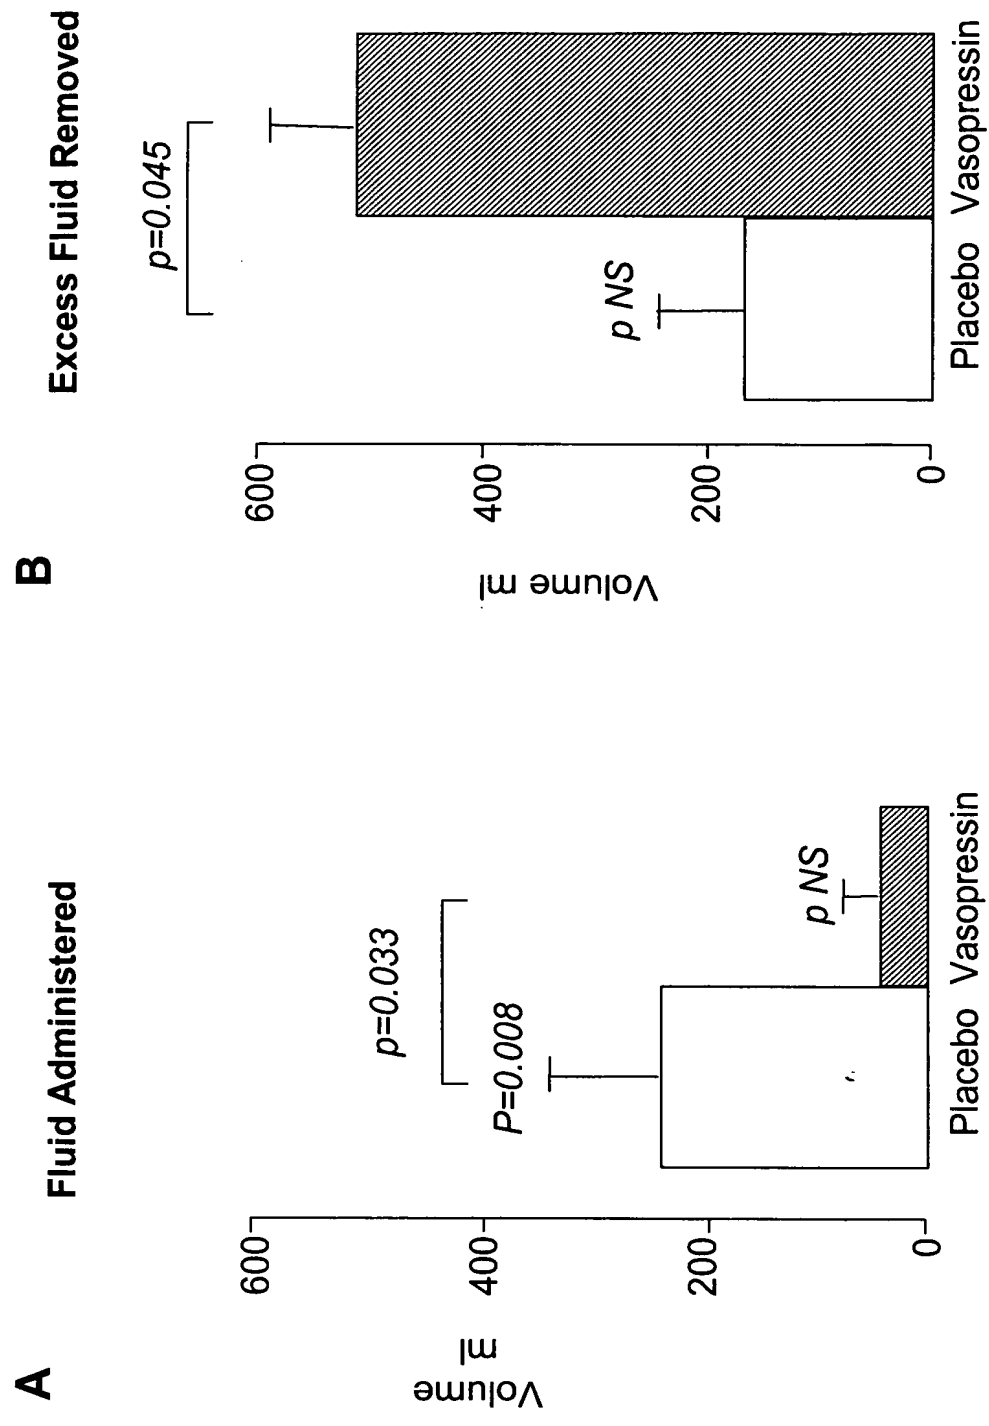 A
Fluid Administered
Volume
ml
600
400
200
0
p=0.033
P=0.008
p NS
Placebo Vasopressin
B
Excess Fluid Removed
Volume ml
600
400
200
0
p=0.045
p NS
Placebo Vasopressin